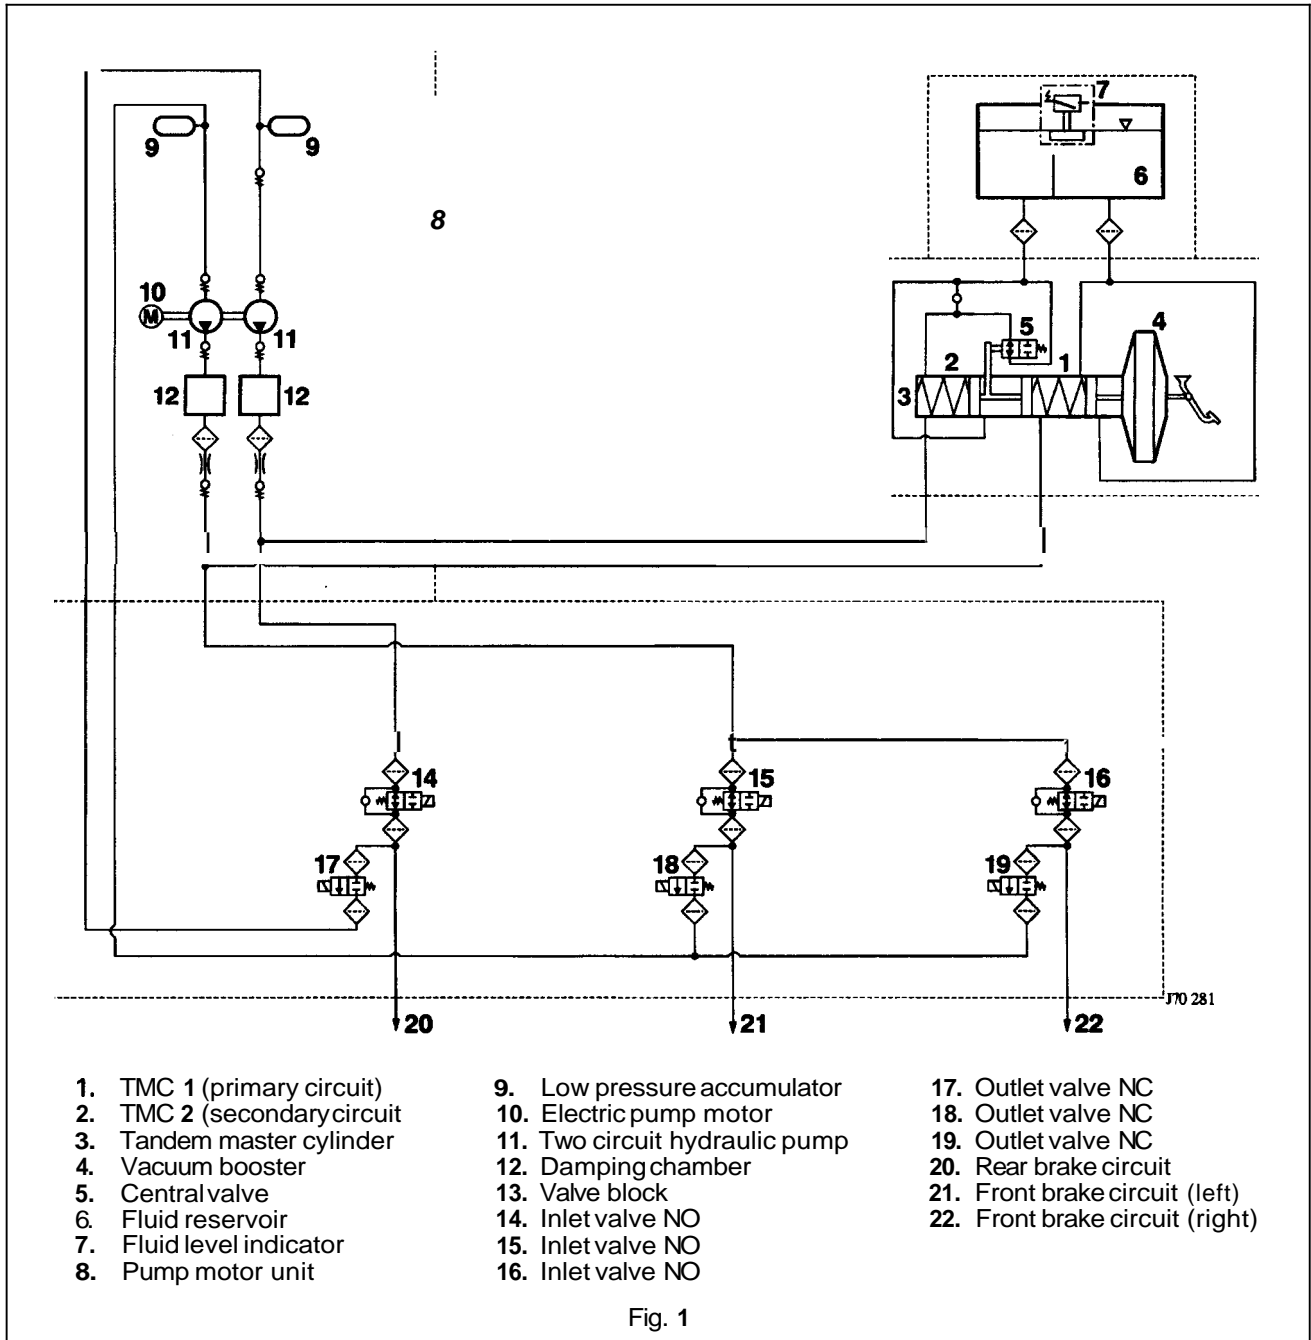 7
9
9
6
8
10
M
11
11
5
4
2
1
3
12
12
14
15
16
17
18
19
J70 281
20
21
22
1. TMC 1 (primary circuit)
2. TMC 2 (secondary circuit
3. Tandem master cylinder
4. Vacuum booster
5. Central valve
6. Fluid reservoir
7. Fluid level indicator
8. Pump motor unit
9. Low pressure accumulator
10. Electric pump motor
11. Two circuit hydraulic pump
12. Damping chamber
13. Valve block
14. Inlet valve NO
15. Inlet valve NO
16. Inlet valve NO
17. Outlet valve NC
18. Outlet valve NC
19. Outlet valve NC
20. Rear brake circuit
21. Front brake circuit (left)
22. Front brake circuit (right)
Fig. 1